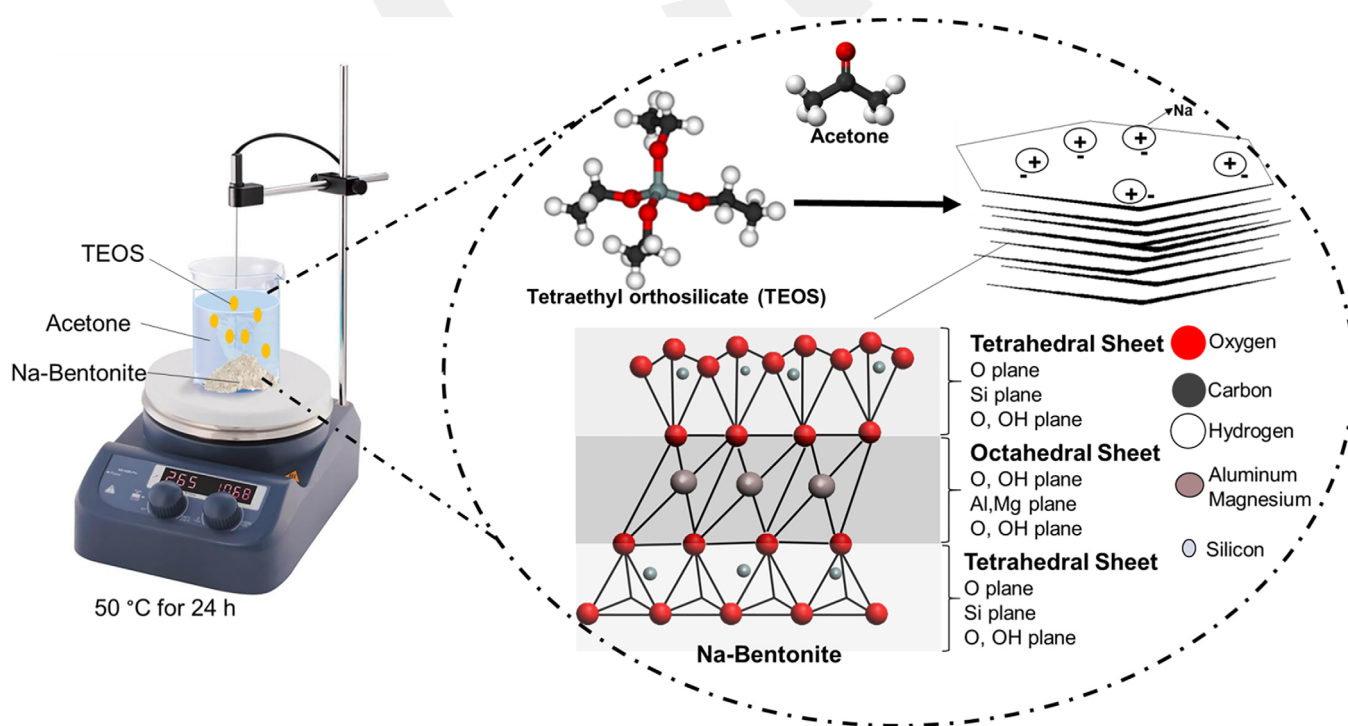 Na
Acetone
TEOS
Acetone
Na-Bentonite
265 1068
50 °C for 24 h
Tetraethyl orthosilicate (TEOS)
Tetrahedral Sheet
O plane
Si plane
O, OH plane
Octahedral Sheet
O, OH plane
Al,Mg plane
O, OH plane
Tetrahedral Sheet
O plane
Si plane
O, OH plane
Na-Bentonite
Oxygen
Carbon
Hydrogen
Aluminum
Magnesium
Silicon